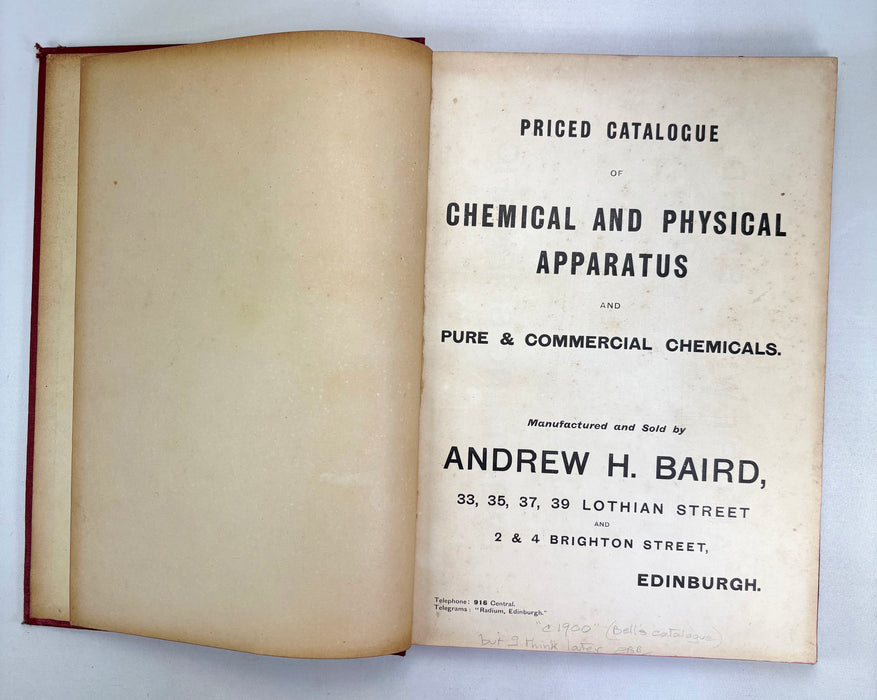 PRICED CATALOGUE
OF
CHEMICAL AND PHYSICAL
APPARATUS
AND
PURE & COMMERCIAL CHEMICALS.
Manufactured and Sold by
ANDREW H. BAIRD,
33, 35, 37, 39 LOTHIAN STREET
AND
2 & 4 BRIGHTON STREET,
EDINBURGH.
Telephone: 916 Central.
Telegrams: "Radium, Edinburgh."
"c 1900" (Bell's catalogue)
but I think later